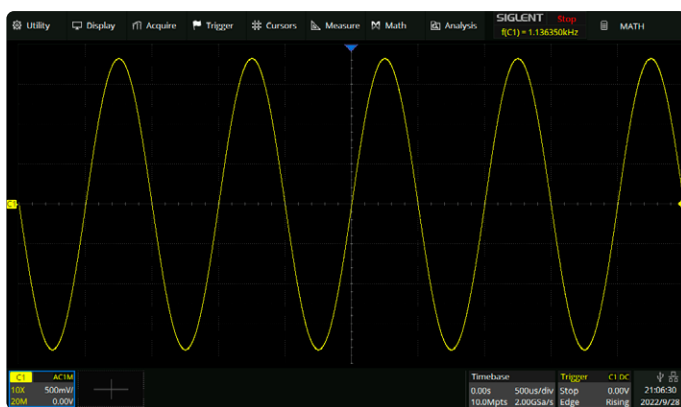 Utility Display Acquire Trigger Cursors Measure Math Analysis SIGLENT Stop MATH
f(C1) = 1.136350kHz
C1
C1 AC1M
10X 500mV/
20M 0.00V
Timebase
0.00s 500us/div
10.0Mpts 2.00GSa/s
Trigger C1 DC
Stop 0.00V
Edge Rising
21:06:30
2022/9/28